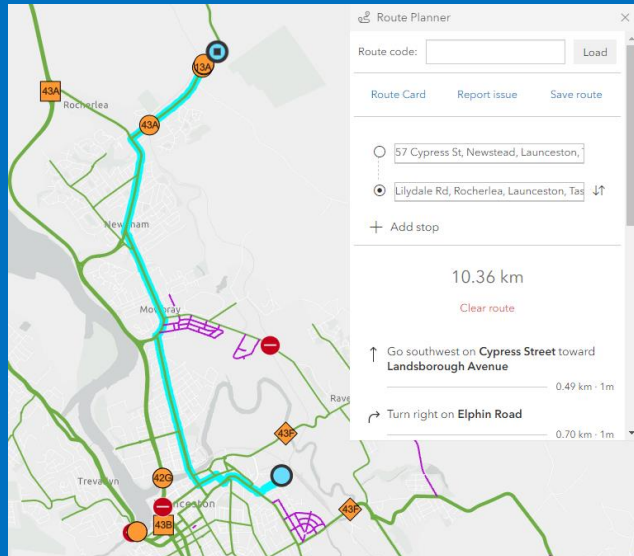 Route Planner
Route code:
Load
Route Card
Report issue
Save route
57 Cypress St, Newstead, Launceston,
Lilydale Rd, Rocherlea, Launceston, Tas
Add stop
10.36 km
Clear route
Go southwest on Cypress Street toward
Landsborough Avenue
0.49 km · 1m
Turn right on Elphin Road
0.70 km · 1m
13A
43A
Rocherlea
43A
Newnham
Mowbray
Rave
43F
42G
Trevallyn
43F
43B